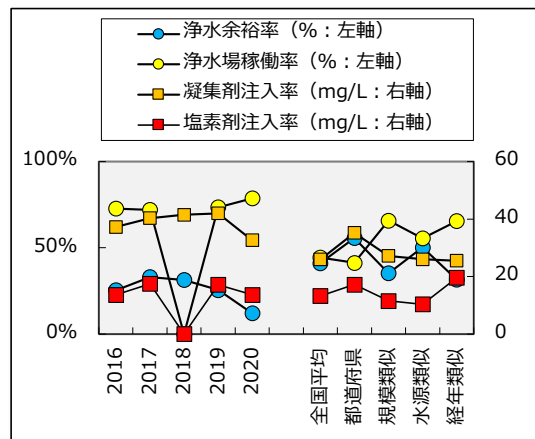 浄水余裕率（%：左軸）
浄水場稼働率（%：左軸）
凝集剤注入率（mg/L：右軸）
塩素剤注入率（mg/L：右軸）
100%
50%
0%
60
40
20
0
2016
2017
2018
2019
2020
全国平均
都道府県
規模類似
水源類似
経年類似